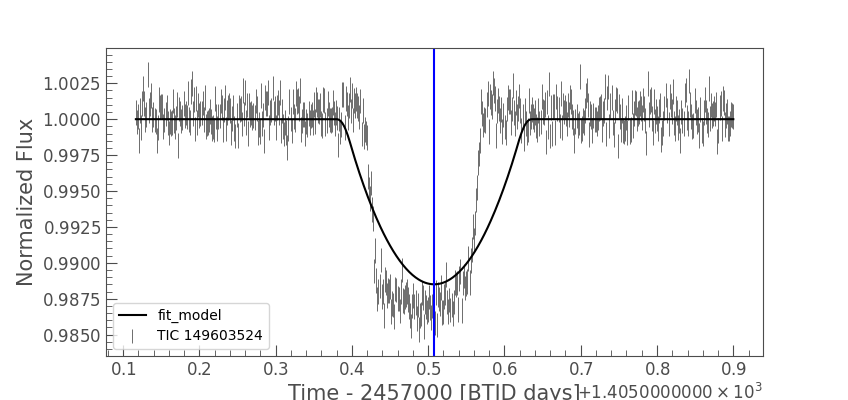 Normalized Flux
1.0025
1.0000
0.9975
0.9950
0.9925
0.9900
0.9875
0.9850
fit_model
TIC 149603524
0.1 0.2 0.3 0.4 0.5 0.6 0.7 0.8 0.9
Time - 2457000 [BTJD days]
+1.4050000000 × 10³